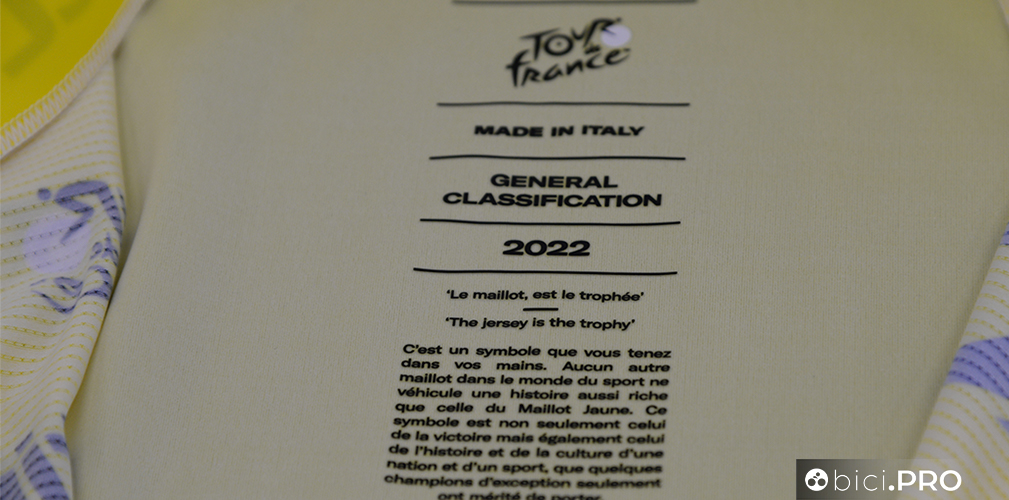 TOUR
france
MADE IN ITALY
GENERAL
CLASSIFICATION
2022
‘Le maillot, est le trophée’
‘The jersey is the trophy’
C’est un symbole que vous tenez
dans vos mains. Aucun autre
maillot dans le monde du sport ne
véhicule une histoire aussi riche
que celle du Maillot Jaune. Ce
symbole est non seulement celui
de la victoire mais également celui
de l’histoire et de la culture d’une
nation et d’un sport, que quelques
champions d’exception seulement
ont mérité de porter.
bici.PRO